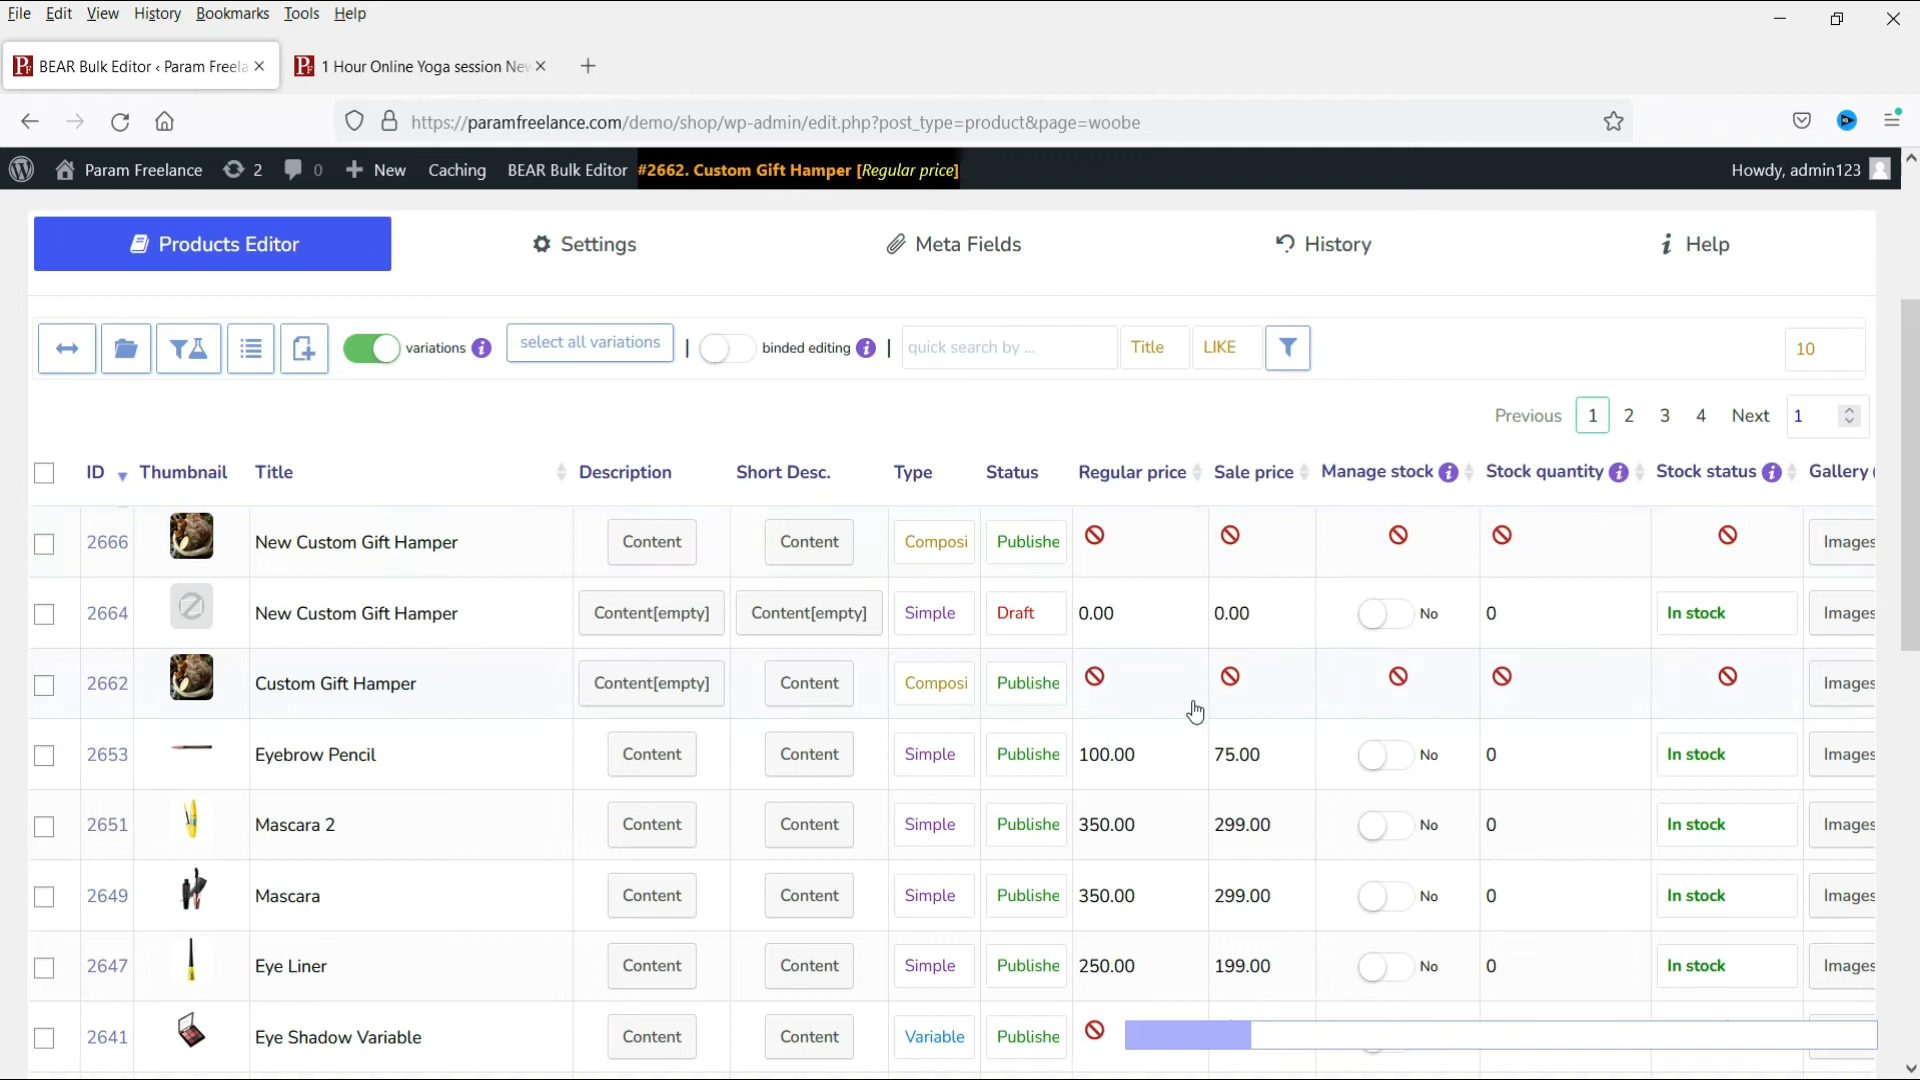 File Edit View History Bookmarks Tools Help
BEAR Bulk Editor ‹ Param Freela
1 Hour Online Yoga session Nev
https://paramfreelance.com/demo/shop/wp-admin/edit.php?post_type=product&page=woobe
Param Freelance 2 0 New Caching BEAR Bulk Editor #2662. Custom Gift Hamper [Regular price] Howdy, admin123
Products Editor Settings Meta Fields History Help
variations select all variations | binded editing | quick search by ... Title LIKE 10
Previous 1 2 3 4 Next 1
ID Thumbnail Title Description Short Desc. Type Status Regular price Sale price Manage stock Stock quantity Stock status Gallery
2666 New Custom Gift Hamper Content Content Composi Publishe Images
2664 New Custom Gift Hamper Content[empty] Content[empty] Simple Draft 0.00 0.00 No 0 In stock Images
2662 Custom Gift Hamper Content[empty] Content Composi Publishe Images
2653 Eyebrow Pencil Content Content Simple Publishe 100.00 75.00 No 0 In stock Images
2651 Mascara 2 Content Content Simple Publishe 350.00 299.00 No 0 In stock Images
2649 Mascara Content Content Simple Publishe 350.00 299.00 No 0 In stock Images
2647 Eye Liner Content Content Simple Publishe 250.00 199.00 No 0 In stock Images
2641 Eye Shadow Variable Content Content Variable Publishe